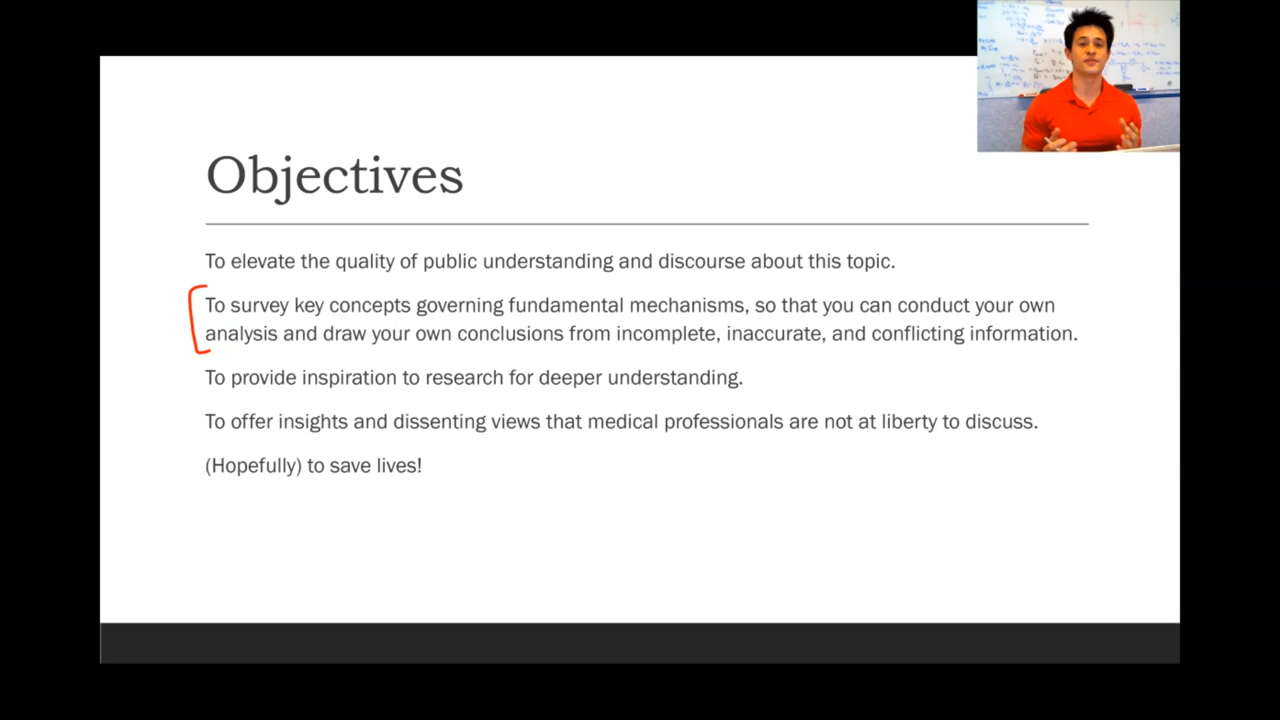 Objectives
To elevate the quality of public understanding and discourse about this topic.
To survey key concepts governing fundamental mechanisms, so that you can conduct your own
analysis and draw your own conclusions from incomplete, inaccurate, and conflicting information.
To provide inspiration to research for deeper understanding.
To offer insights and dissenting views that medical professionals are not at liberty to discuss.
(Hopefully) to save lives!